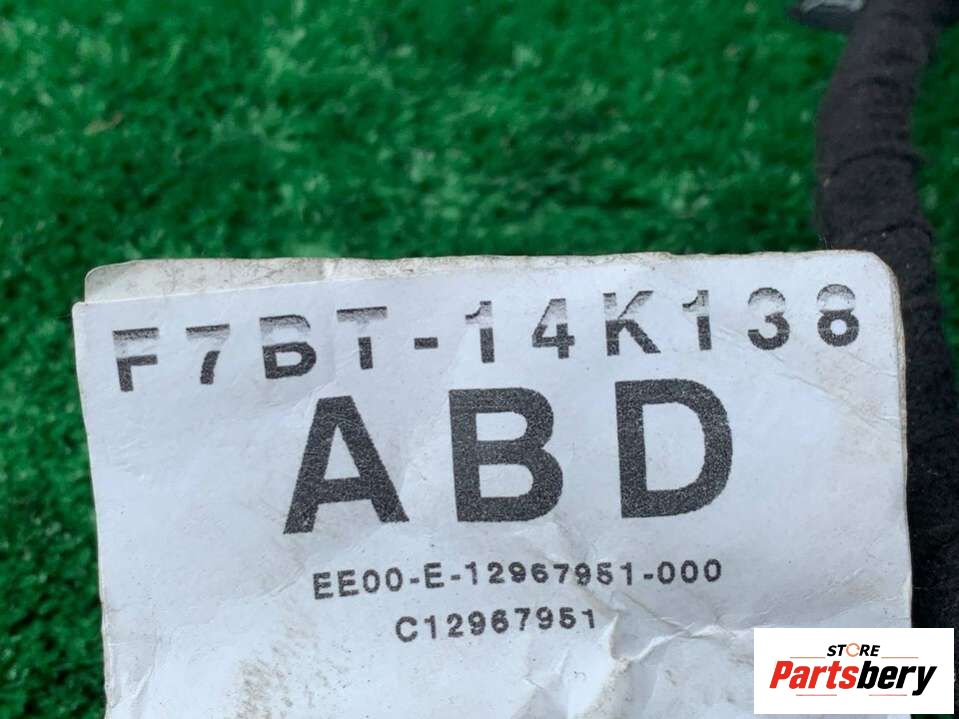 F7BT-14K138
ABD
EE00-E-12967951-000
C12967951
STORE
Partsbery